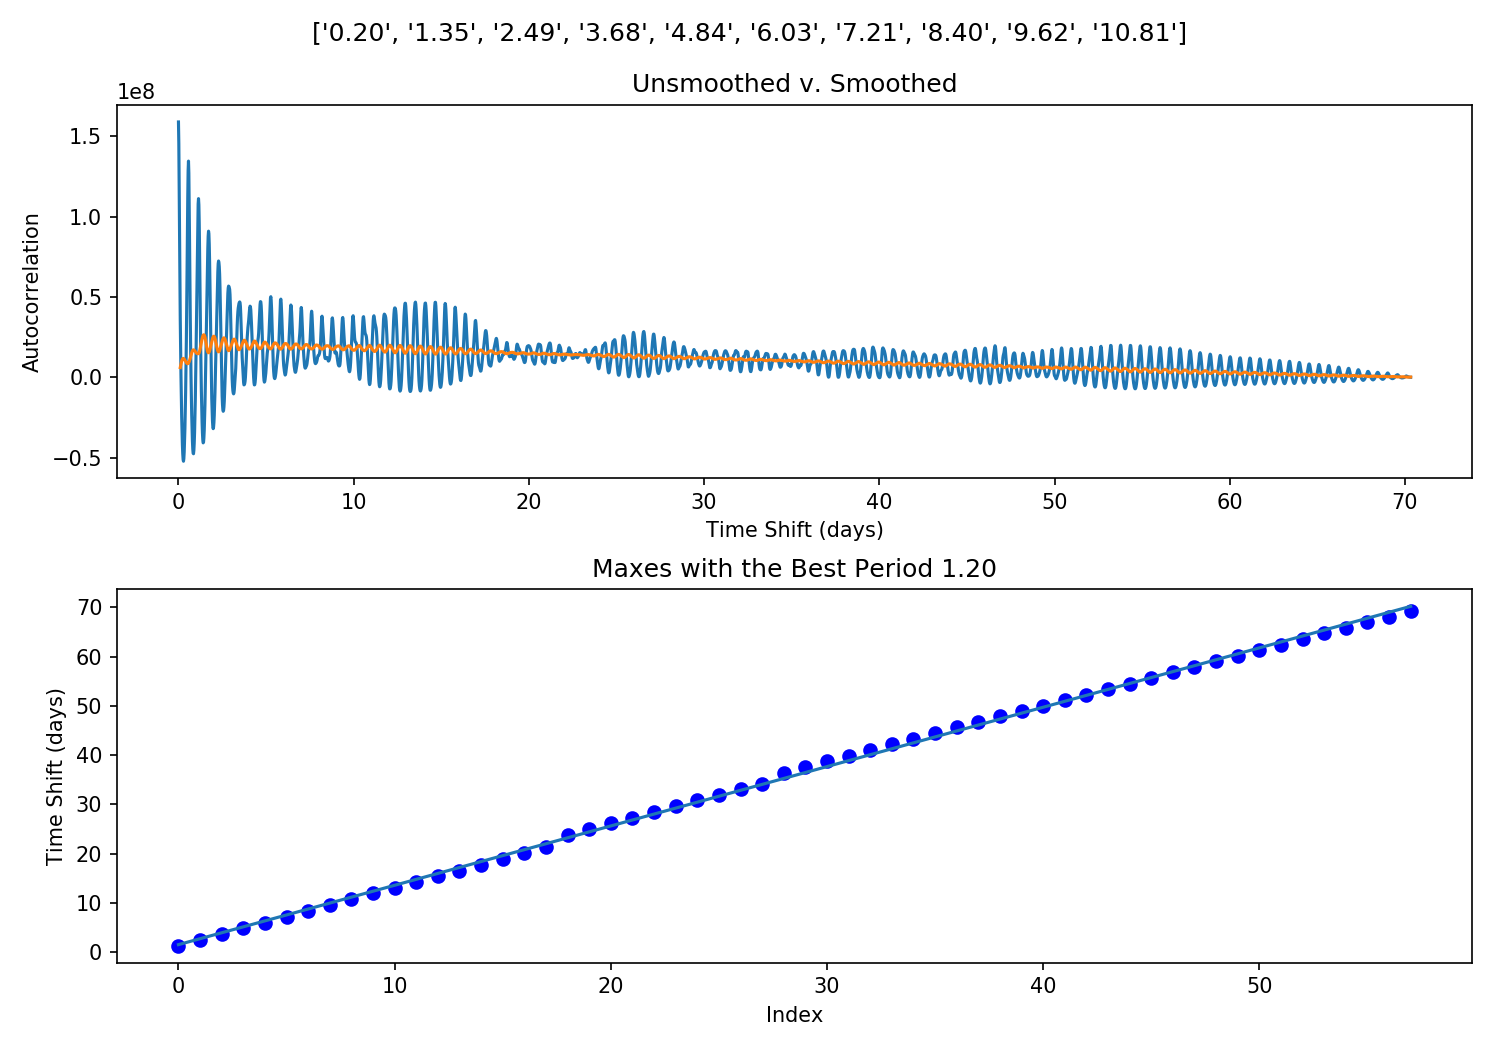 ['0.20', '1.35', '2.49', '3.68', '4.84', '6.03', '7.21', '8.40', '9.62', '10.81']
Unsmoothed v. Smoothed
1e8
1.5
1.0
0.5
0.0
−0.5
Autocorrelation
0 10 20 30 40 50 60 70
Time Shift (days)
Maxes with the Best Period 1.20
70
60
50
40
30
20
10
0
Time Shift (days)
0 10 20 30 40 50
Index